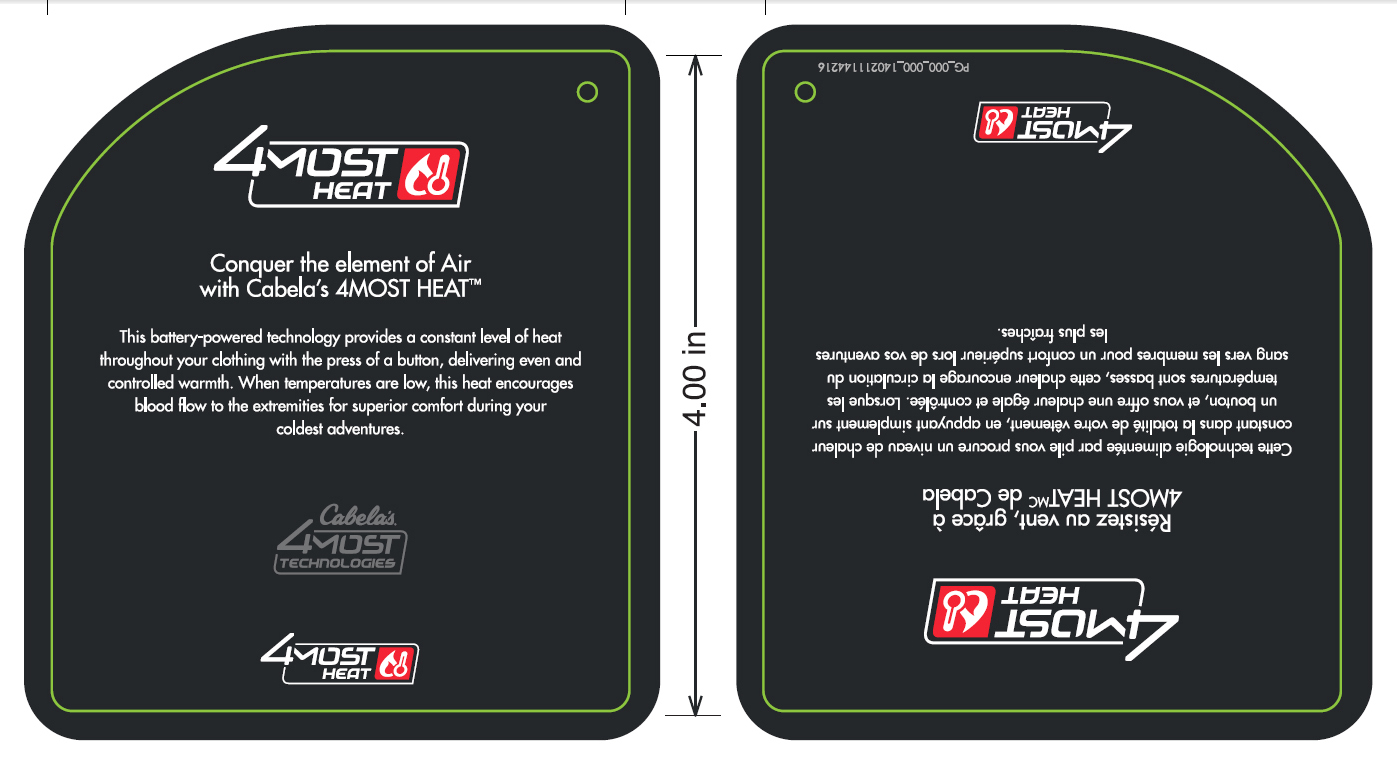 4MOST
HEAT
Conquer the element of Air
with Cabela's 4MOST HEAT™
This battery-powered technology provides a constant level of heat
throughout your clothing with the press of a button, delivering even and
controlled warmth. When temperatures are low, this heat encourages
blood flow to the extremities for superior comfort during your
coldest adventures.
Cabela's
4MOST
TECHNOLOGIES
4MOST
HEAT
4.00 in
4MOST
HEAT
Résistez au vent, grâce à
4MOST HEATMC de Cabela
Cette technologie alimentée par pile vous procure un niveau de chaleur
constant dans la totalité de votre vêtement, en appuyant simplement sur
un bouton, et vous offre une chaleur égale et contrôlée. Lorsque les
températures sont basses, cette chaleur encourage la circulation du
sang vers les membres pour un confort supérieur lors de vos aventures
les plus fraîches.
4MOST
HEAT
PG_000_000_140211144216